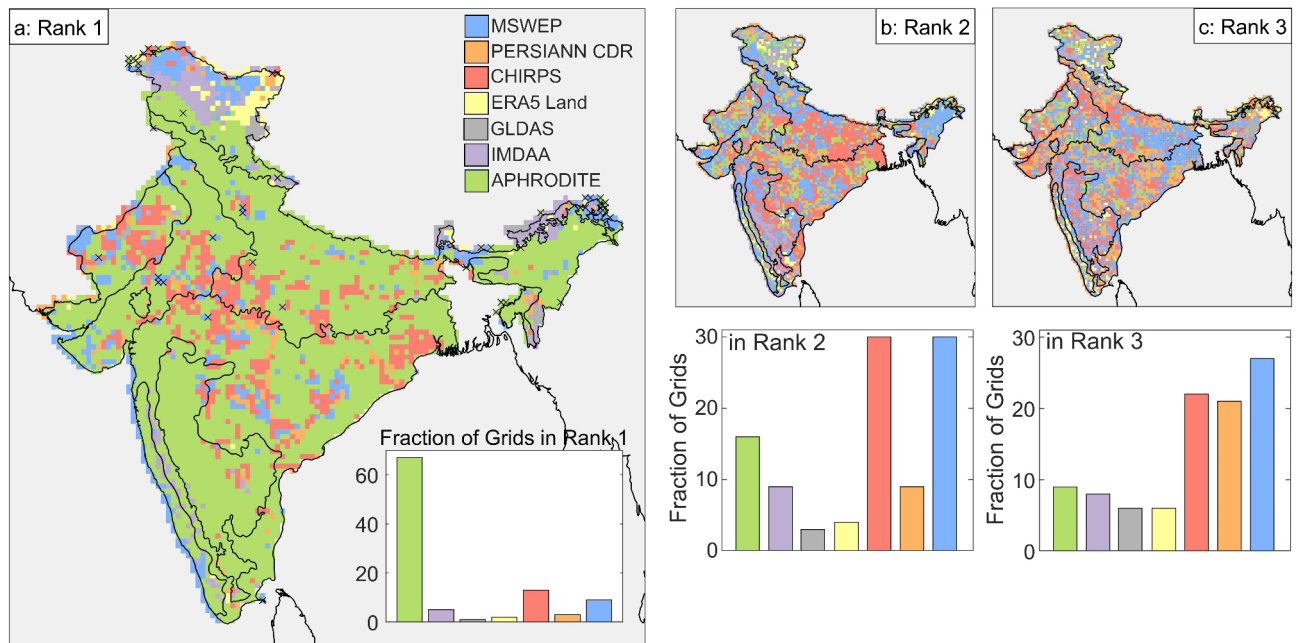 a: Rank 1
MSWEP
PERSIANN CDR
CHIRPS
ERA5 Land
GLDAS
IMDAA
APHRODITE
Fraction of Grids in Rank 1
60
40
20
0
b: Rank 2
c: Rank 3
in Rank 2
Fraction of Grids
30
20
10
0
in Rank 3
Fraction of Grids
30
20
10
0